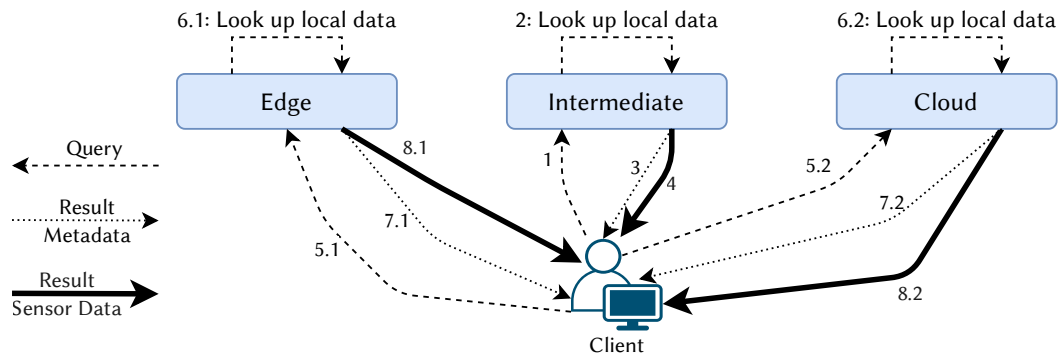 6.1: Look up local data
2: Look up local data
6.2: Look up local data
Edge
Intermediate
Cloud
Query
Result
Metadata
Result
Sensor Data
8.1
1
3
4
5.2
7.1
7.2
5.1
8.2
Client